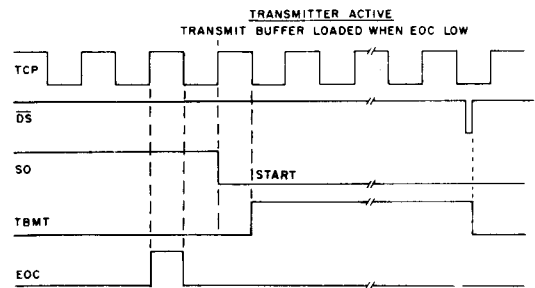 TRANSMITTER ACTIVE
TRANSMIT BUFFER LOADED WHEN EOC LOW
TCP
DS
SO
START
TBMT
EOC